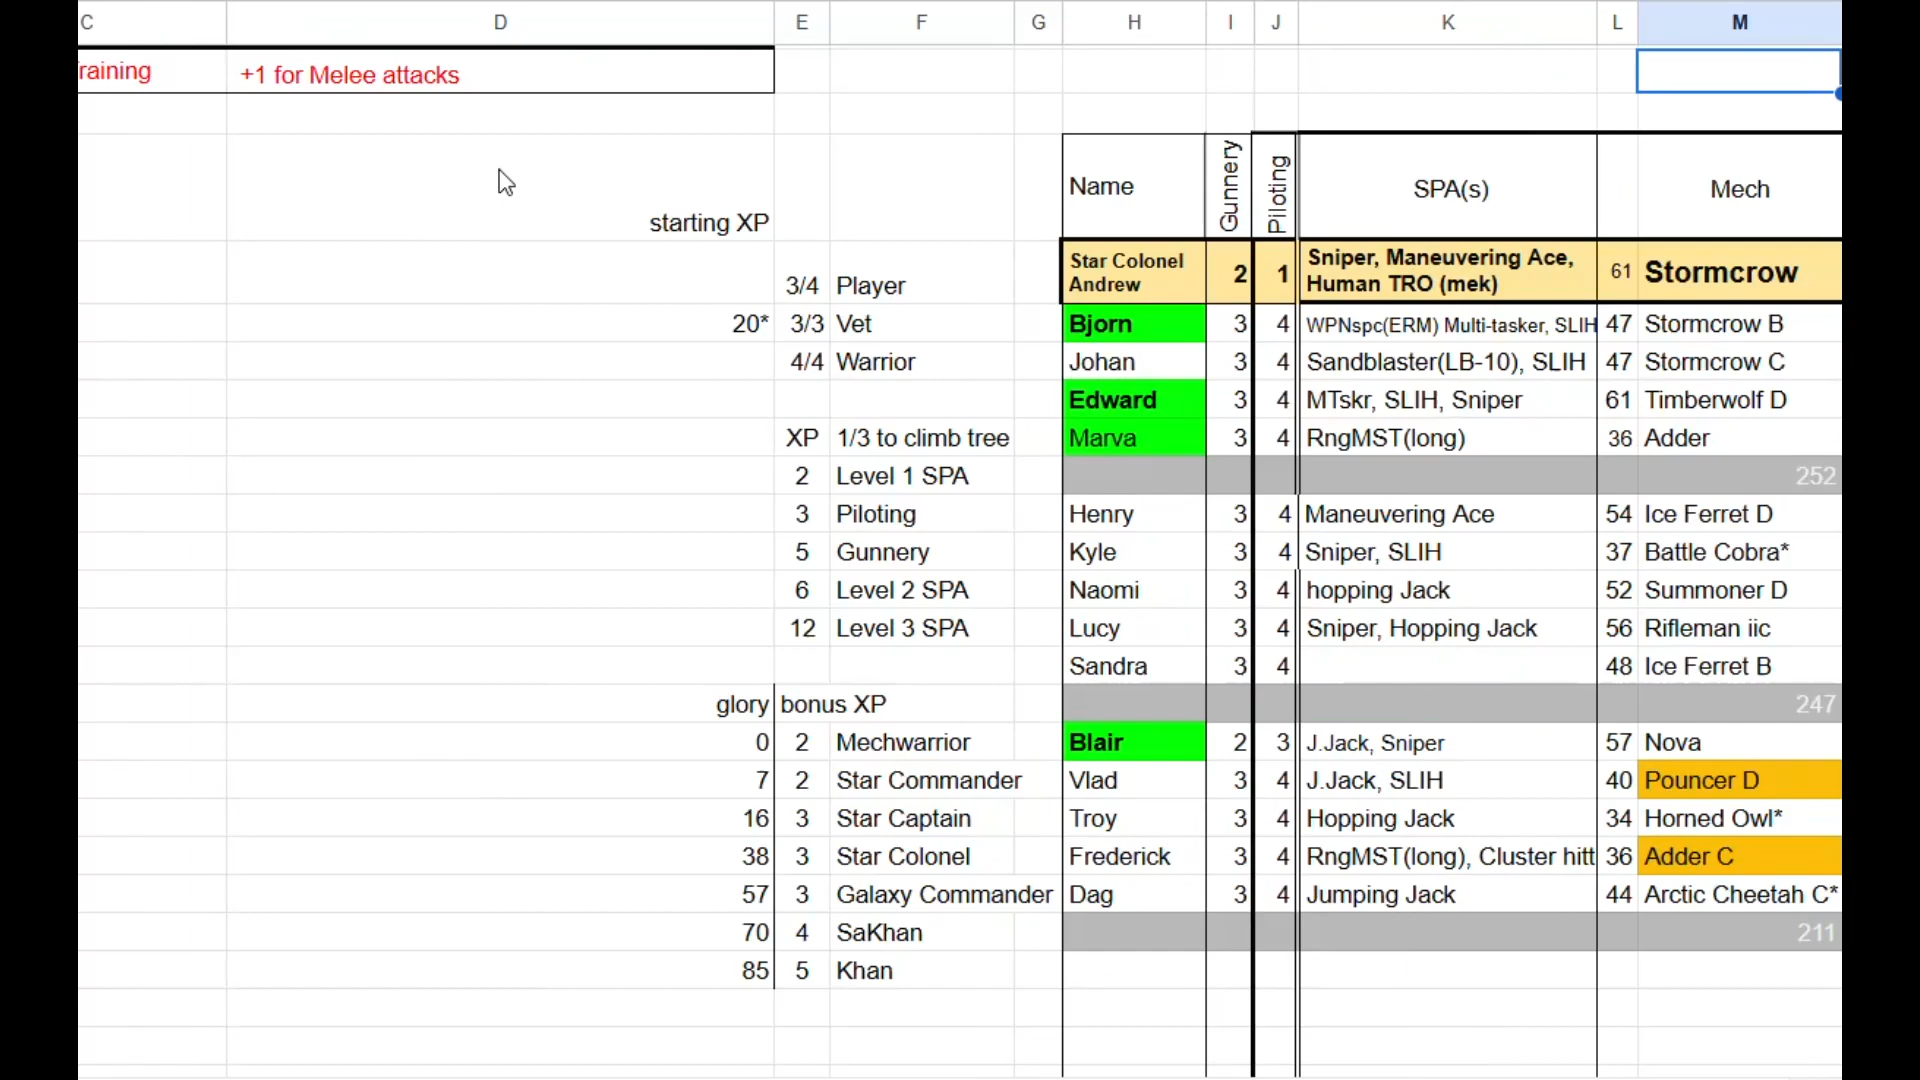 C D E F G H I J K L M
raining +1 for Melee attacks
starting XP Name Gunnery Piloting SPA(s) Mech
3/4 Player Star Colonel Andrew 2 1 Sniper, Maneuvering Ace, Human TRO (mek) 61 Stormcrow
20* 3/3 Vet Bjorn 3 4 WPNspc(ERM) Multi-tasker, SLIH 47 Stormcrow B
4/4 Warrior Johan 3 4 Sandblaster(LB-10), SLIH 47 Stormcrow C
Edward 3 4 MTskr, SLIH, Sniper 61 Timberwolf D
XP 1/3 to climb tree Marva 3 4 RngMST(long) 36 Adder
2 Level 1 SPA 252
3 Piloting Henry 3 4 Maneuvering Ace 54 Ice Ferret D
5 Gunnery Kyle 3 4 Sniper, SLIH 37 Battle Cobra*
6 Level 2 SPA Naomi 3 4 hopping Jack 52 Summoner D
12 Level 3 SPA Lucy 3 4 Sniper, Hopping Jack 56 Rifleman iic
Sandra 3 4 48 Ice Ferret B
glory bonus XP 247
0 2 Mechwarrior Blair 2 3 J.Jack, Sniper 57 Nova
7 2 Star Commander Vlad 3 4 J.Jack, SLIH 40 Pouncer D
16 3 Star Captain Troy 3 4 Hopping Jack 34 Horned Owl*
38 3 Star Colonel Frederick 3 4 RngMST(long), Cluster hitt 36 Adder C
57 3 Galaxy Commander Dag 3 4 Jumping Jack 44 Arctic Cheetah C*
70 4 SaKhan 211
85 5 Khan